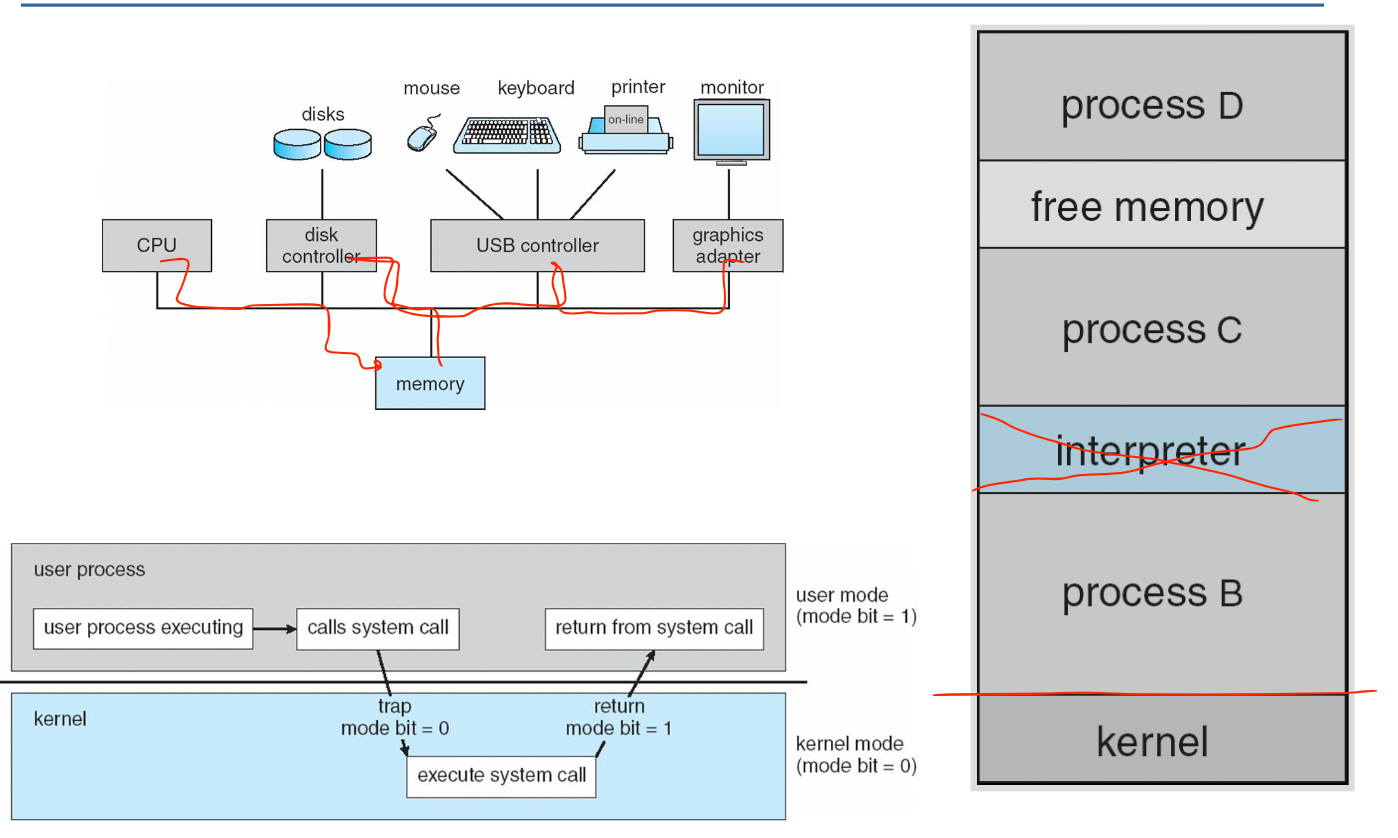 mouse
keyboard
printer
monitor
disks
on-line
CPU
disk
controller
USB controller
graphics
adapter
memory
process D
free memory
process C
interpreter
process B
kernel
user process
user process executing
calls system call
return from system call
user mode
(mode bit = 1)
kernel
trap
mode bit = 0
return
mode bit = 1
execute system call
kernel mode
(mode bit = 0)